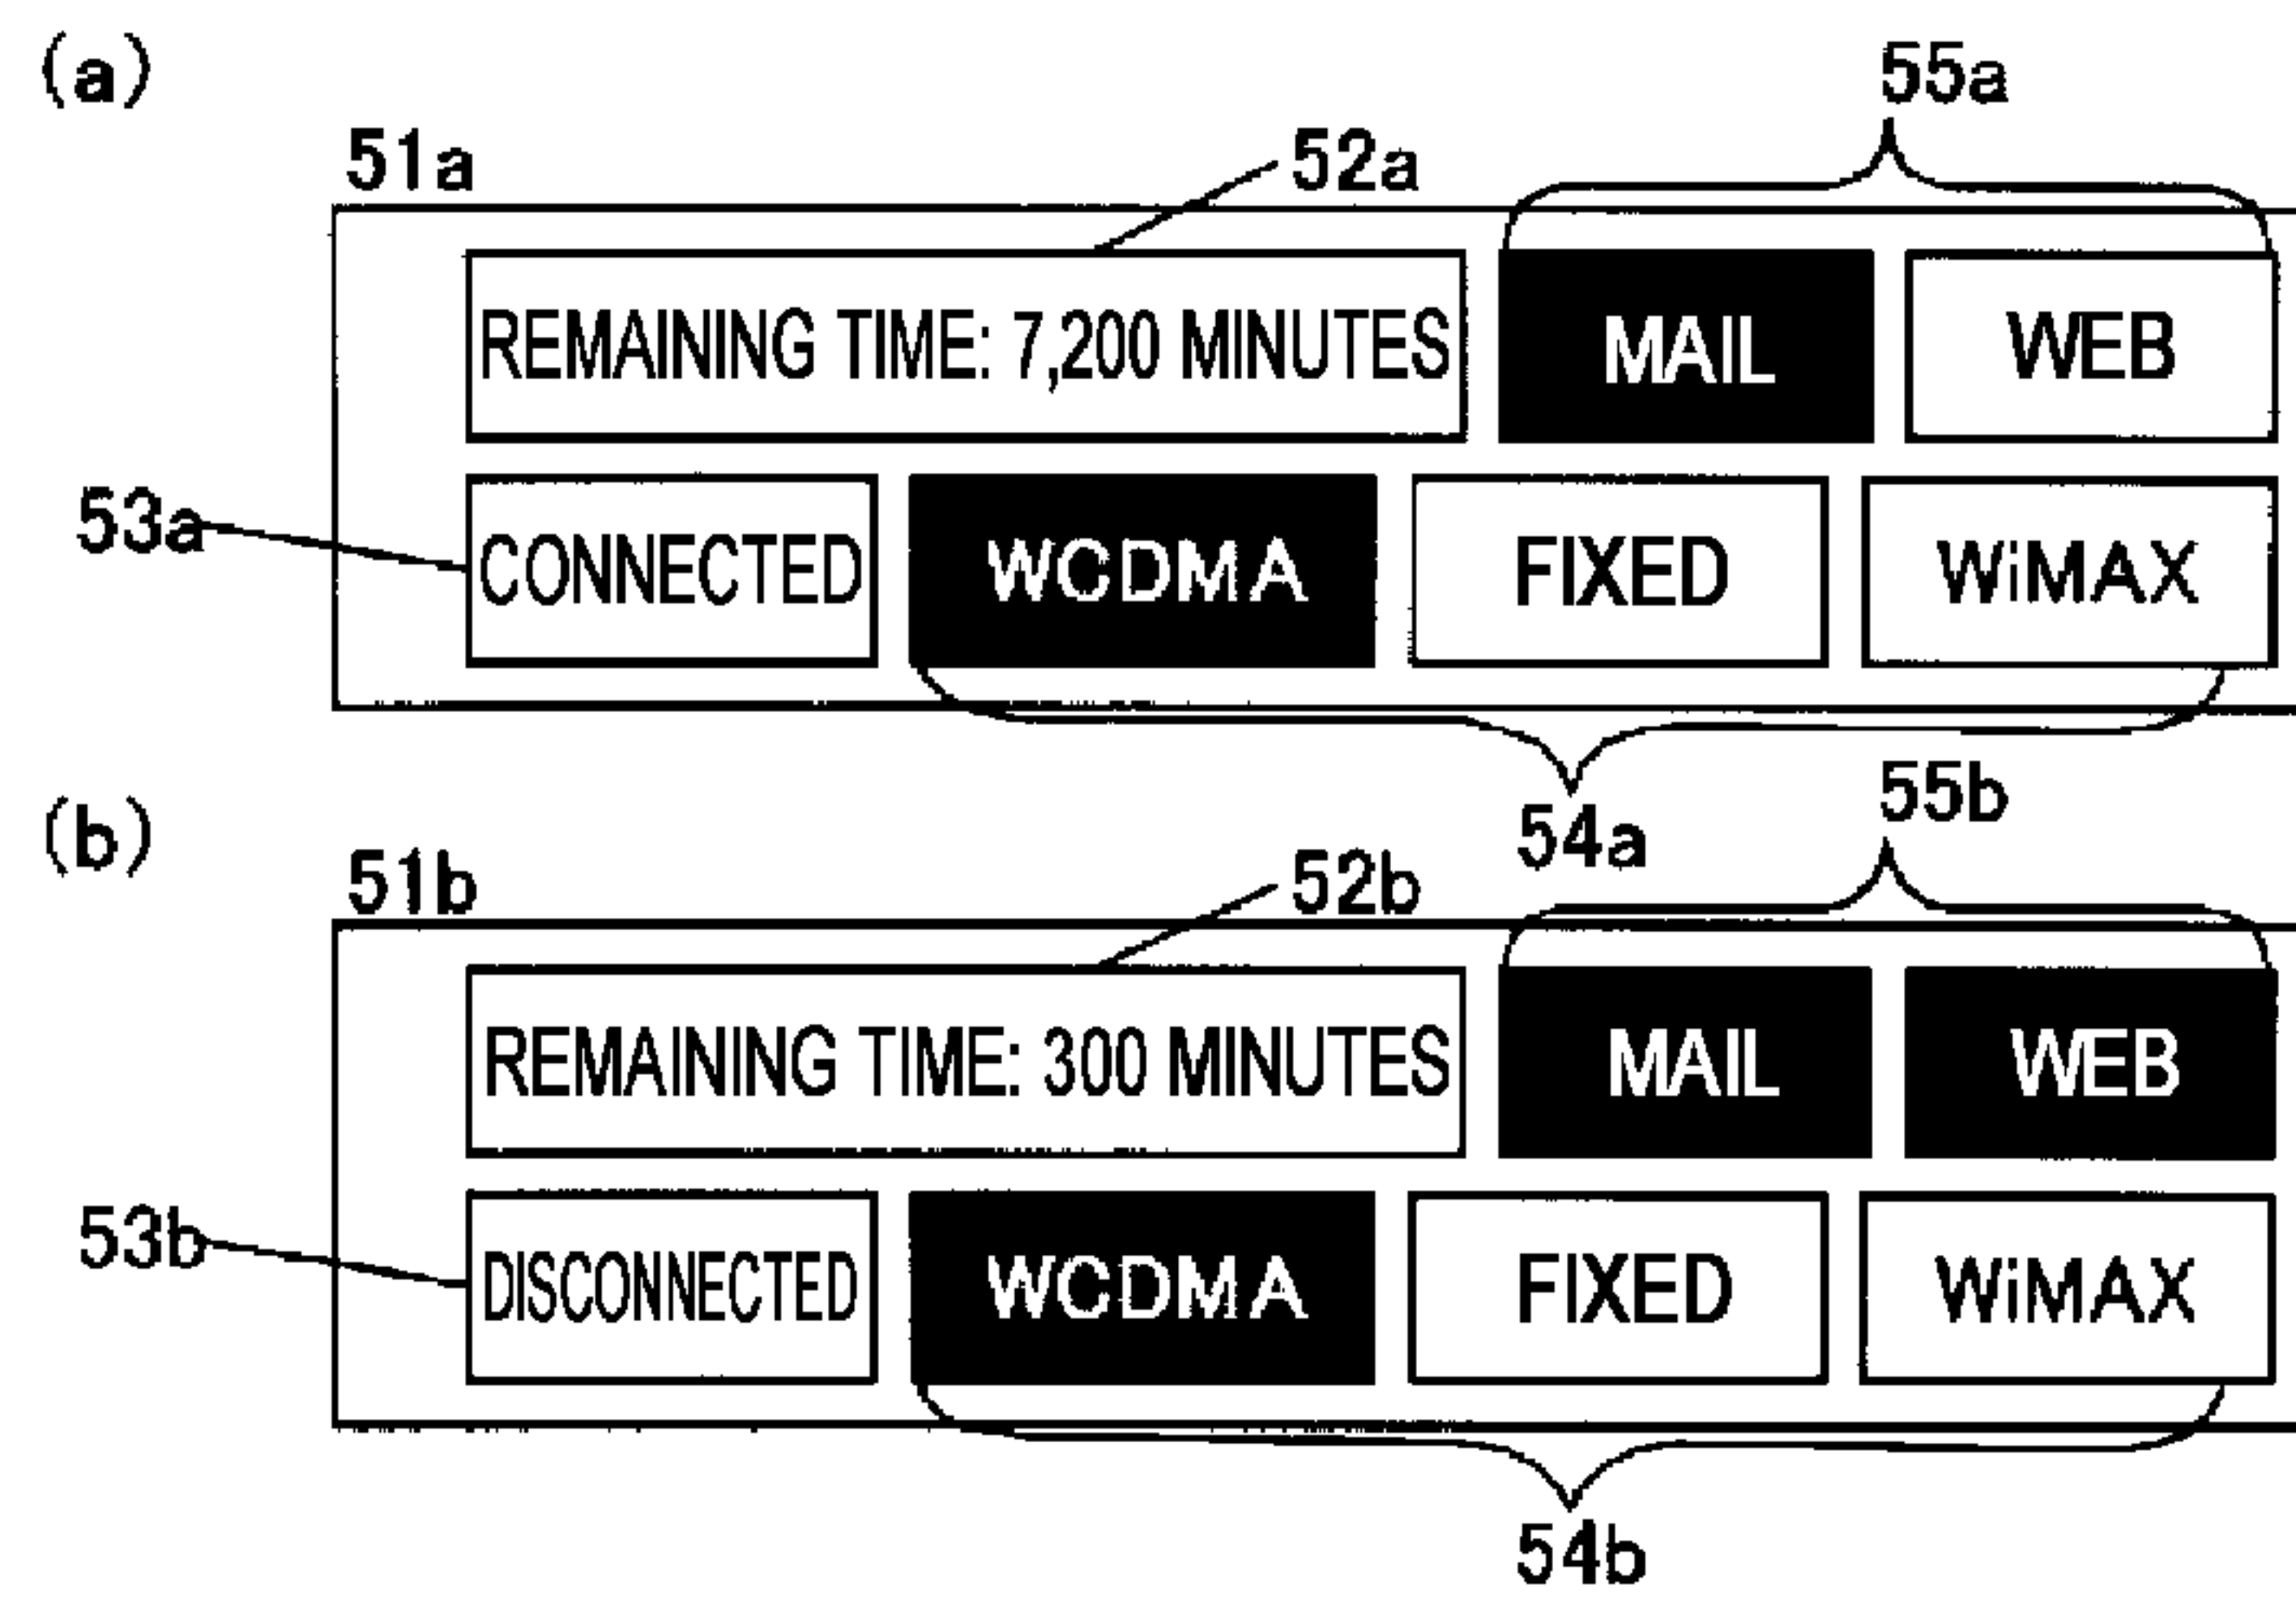 (a)
55a
51a
52a
REMAINING TIME: 7,200 MINUTES MAIL WEB
53a
CONNECTED WCDMA FIXED WiMAX
54a
55b
(b)
51b
52b
REMAINING TIME: 300 MINUTES MAIL WEB
53b
DISCONNECTED WCDMA FIXED WiMAX
54b